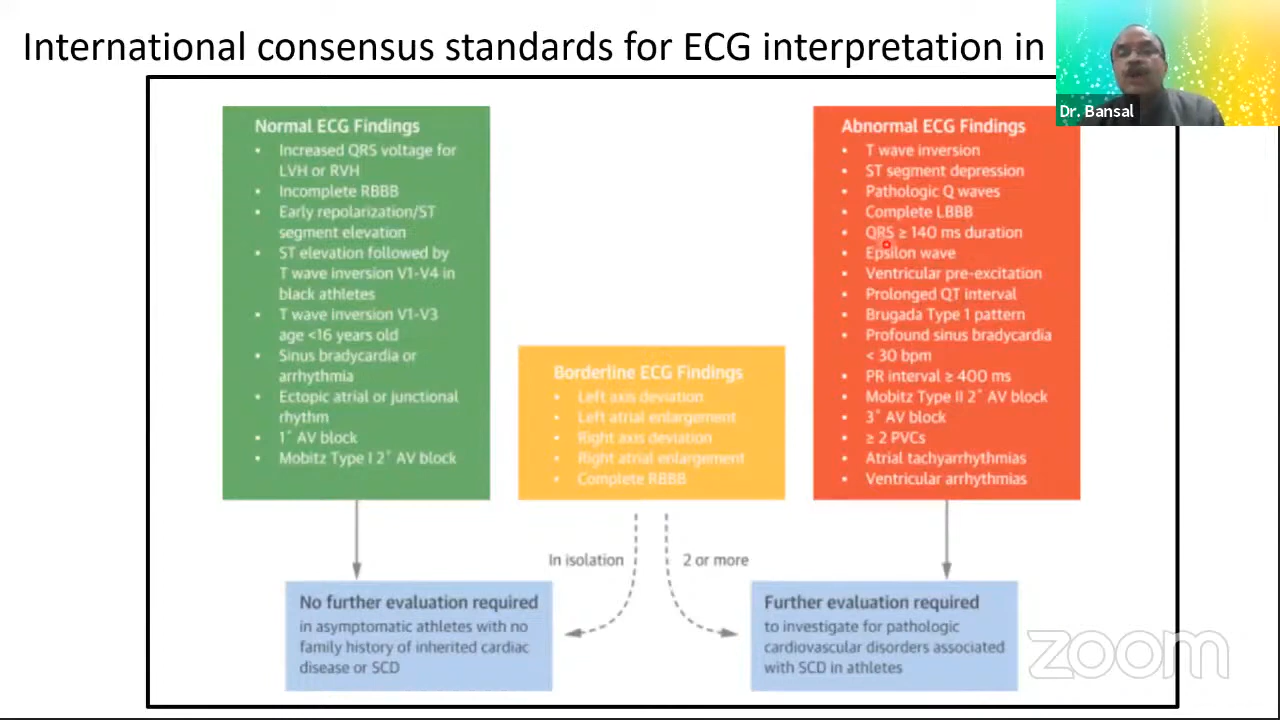 International consensus standards for ECG interpretation in
Dr. Bansal
Normal ECG Findings
• Increased QRS voltage for
LVH or RVH
• Incomplete RBBB
• Early repolarization/ST
segment elevation
• ST elevation followed by
T wave inversion V1-V4 in
black athletes
• T wave inversion V1-V3
age <16 years old
• Sinus bradycardia or
arrhythmia
• Ectopic atrial or junctional
rhythm
• 1˚ AV block
• Mobitz Type I 2˚ AV block
Borderline ECG Findings
• Left axis deviation
• Left atrial enlargement
• Right axis deviation
• Right atrial enlargement
• Complete RBBB
Abnormal ECG Findings
• T wave inversion
• ST segment depression
• Pathologic Q waves
• Complete LBBB
• QRS ≥ 140 ms duration
• Epsilon wave
• Ventricular pre-excitation
• Prolonged QT interval
• Brugada Type 1 pattern
• Profound sinus bradycardia
< 30 bpm
• PR interval ≥ 400 ms
• Mobitz Type II 2˚ AV block
• 3˚ AV block
• ≥ 2 PVCs
• Atrial tachyarrhythmias
• Ventricular arrhythmias
In isolation
2 or more
No further evaluation required
in asymptomatic athletes with no
family history of inherited cardiac
disease or SCD
Further evaluation required
to investigate for pathologic
cardiovascular disorders associated
with SCD in athletes
zoom